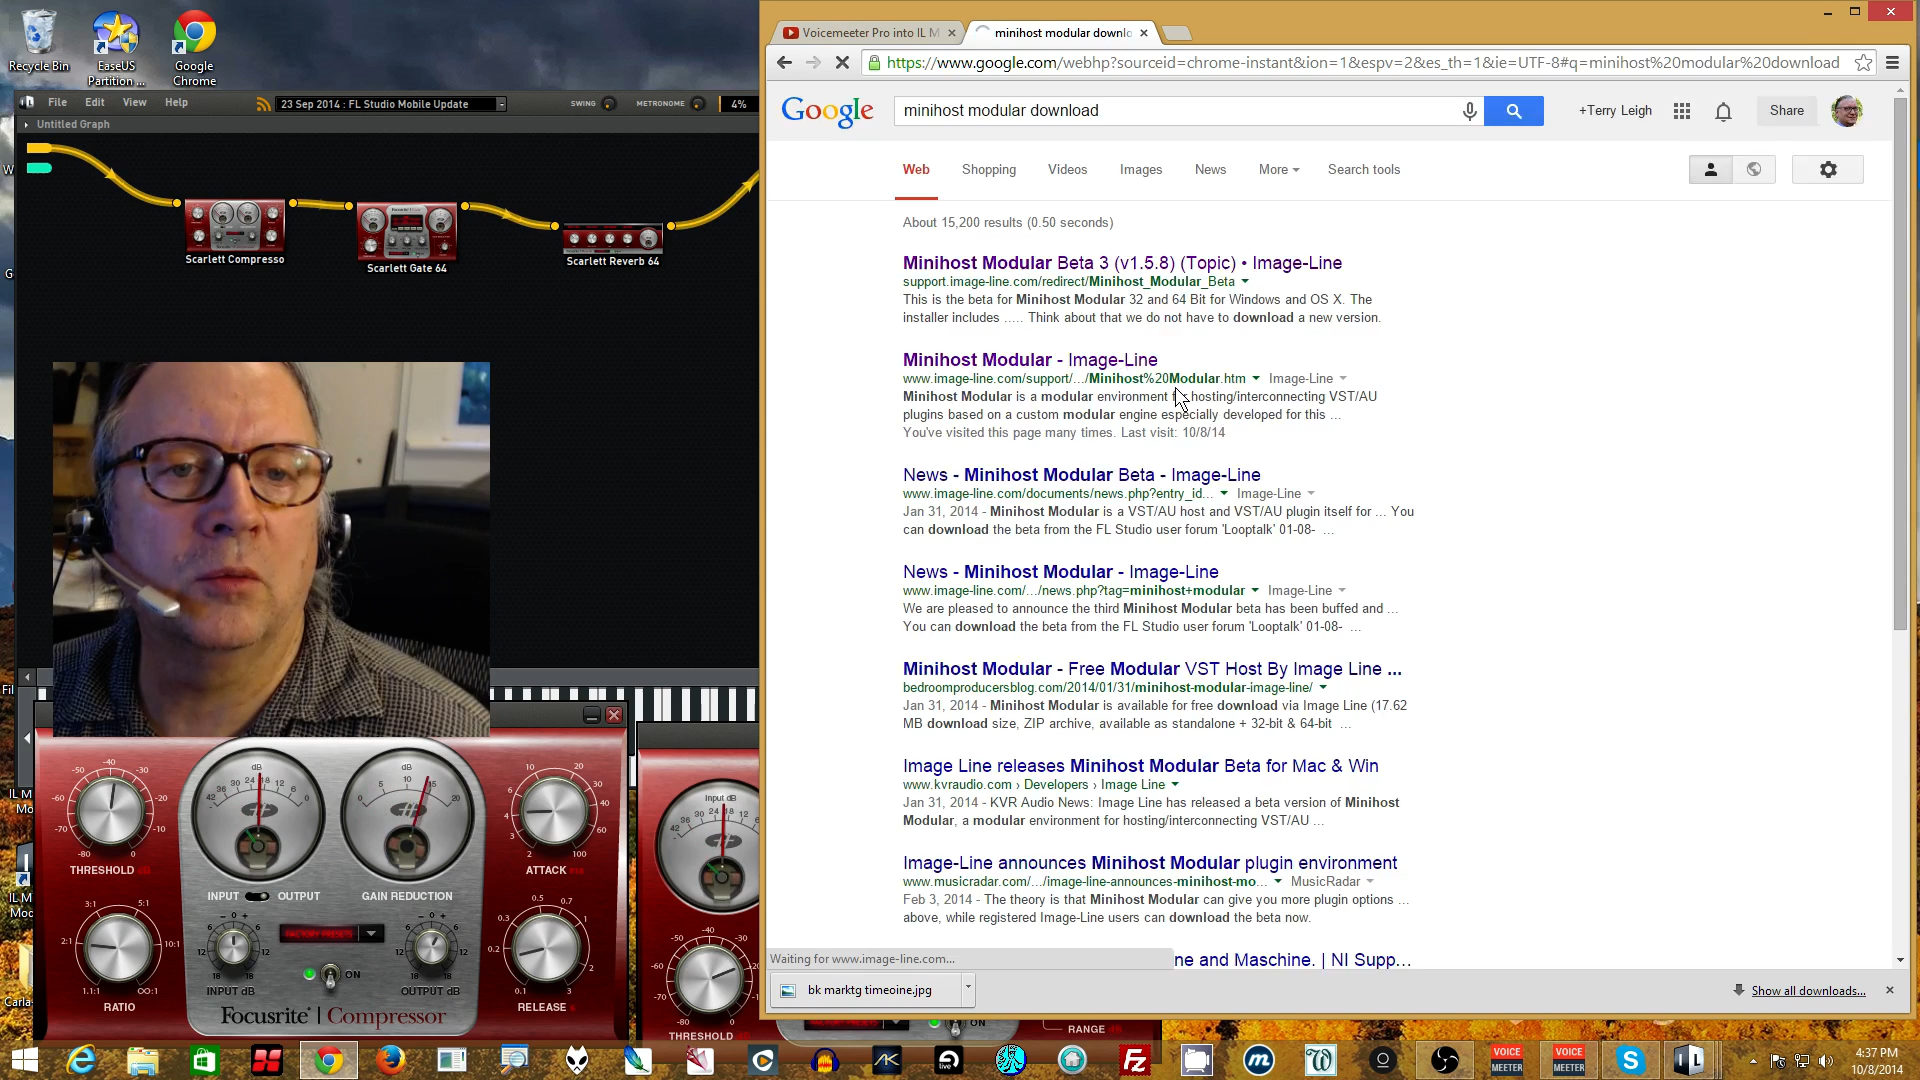 Recycle Bin
EaseUS
Partition ...
Google
Chrome
File Edit View Help
23 Sep 2014 : FL Studio Mobile Update
SWING
METRONOME
4%
Untitled Graph
Scarlett Compresso
Scarlett Gate 64
Scarlett Reverb 64
dB
dB
THRESHOLD dB
INPUT OUTPUT
GAIN REDUCTION
ATTACK
RATIO
INPUT dB
ON
OUTPUT dB
RELEASE
FACTORY PRESETS
Focusrite | Compressor
Input dB
THRESHOLD
ON
RANGE
Voicemeeter Pro into IL M
minihost modular downlo
https://www.google.com/webhp?sourceid=chrome-instant&ion=1&espv=2&es_th=1&ie=UTF-8#q=minihost%20modular%20download
Google
minihost modular download
+Terry Leigh
Share
Web Shopping Videos Images News More Search tools
About 15,200 results (0.50 seconds)
Minihost Modular Beta 3 (v1.5.8) (Topic) • Image-Line
support.image-line.com/redirect/Minihost_Modular_Beta
This is the beta for Minihost Modular 32 and 64 Bit for Windows and OS X. The
installer includes ..... Think about that we do not have to download a new version.
Minihost Modular - Image-Line
www.image-line.com/support/.../Minihost%20Modular.htm Image-Line
Minihost Modular is a modular environment for hosting/interconnecting VST/AU
plugins based on a custom modular engine especially developed for this ...
You've visited this page many times. Last visit: 10/8/14
News - Minihost Modular Beta - Image-Line
www.image-line.com/documents/news.php?entry_id... Image-Line
Jan 31, 2014 - Minihost Modular is a VST/AU host and VST/AU plugin itself for ... You
can download the beta from the FL Studio user forum 'Looptalk' 01-08- ...
News - Minihost Modular - Image-Line
www.image-line.com/.../news.php?tag=minihost+modular Image-Line
We are pleased to announce the third Minihost Modular beta has been buffed and ...
You can download the beta from the FL Studio user forum 'Looptalk' 01-08- ...
Minihost Modular - Free Modular VST Host By Image Line ...
bedroomproducersblog.com/2014/01/31/minihost-modular-image-line/
Jan 31, 2014 - Minihost Modular is available for free download via Image Line (17.62
MB download size, ZIP archive, available as standalone + 32-bit & 64-bit ...
Image Line releases Minihost Modular Beta for Mac & Win
www.kvraudio.com › Developers › Image Line
Jan 31, 2014 - KVR Audio News: Image Line has released a beta version of Minihost
Modular, a modular environment for hosting/interconnecting VST/AU ...
Image-Line announces Minihost Modular plugin environment
www.musicradar.com/.../image-line-announces-minihost-mo... MusicRadar
Feb 3, 2014 - The theory is that Minihost Modular can give you more plugin options ...
above, while registered Image-Line users can download the beta now.
ne and Maschine. | NI Supp...
Waiting for www.image-line.com...
bk marktg timeoine.jpg
Show all downloads...
VOICE
MEETER
VOICE
MEETER
4:37 PM
10/8/2014